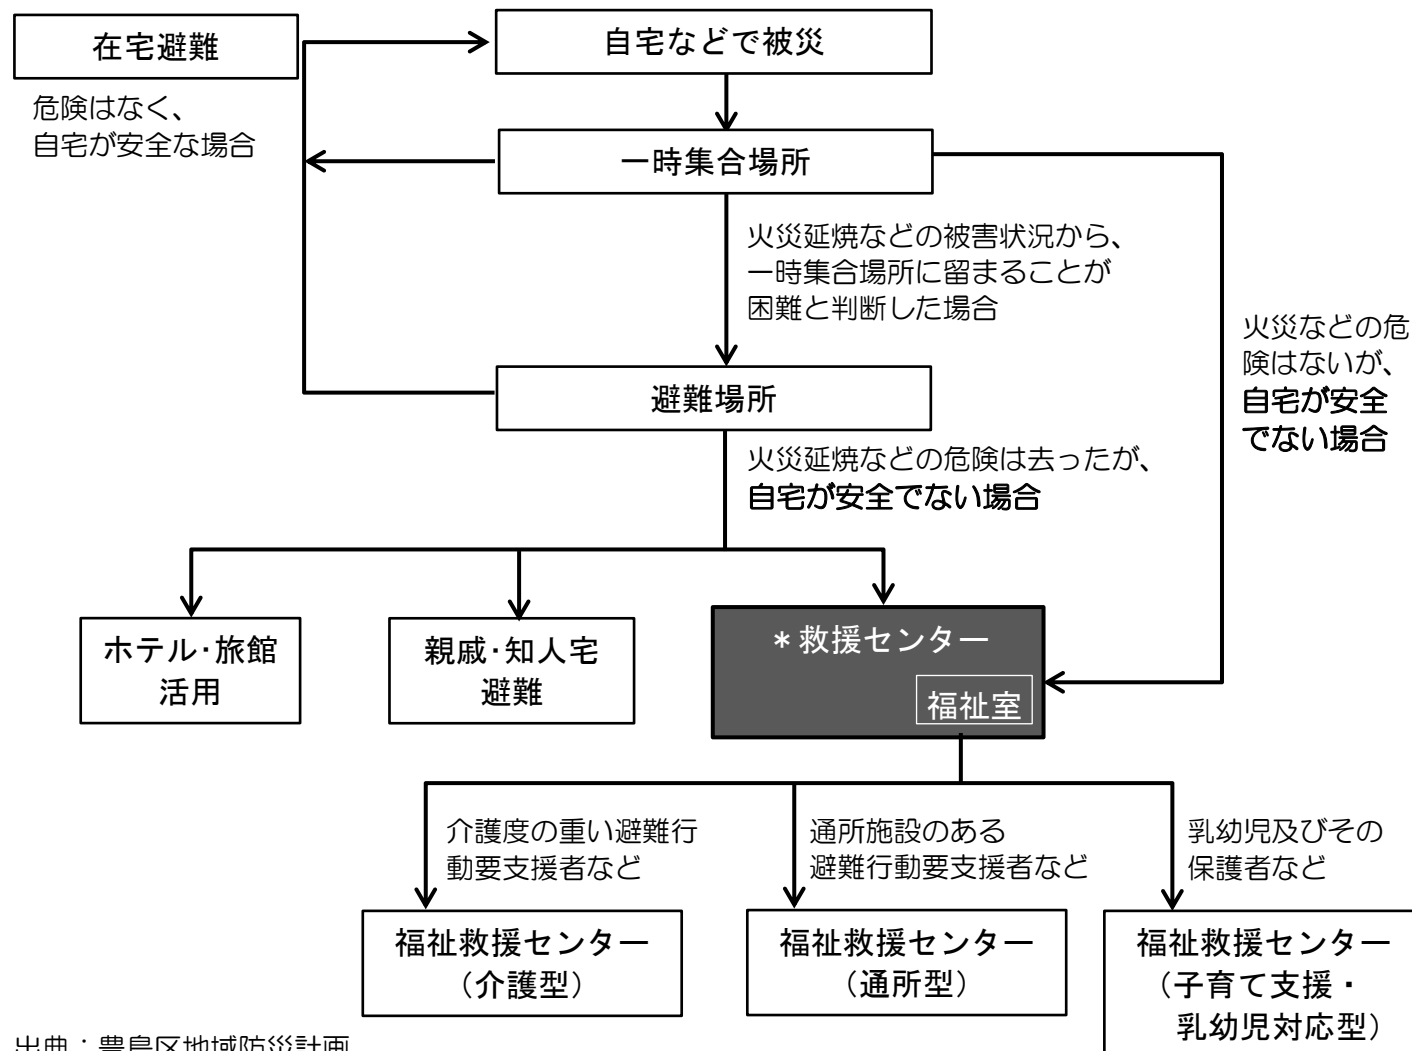 在宅避難
危険はなく、
自宅が安全な場合
自宅などで被災
一時集合場所
火災延焼などの被害状況から、
一時集合場所に留まることが
困難と判断した場合
火災などの危
険はないが、
自宅が安全
でない場合
避難場所
火災延焼などの危険は去ったが、
自宅が安全でない場合
ホテル・旅館
活用
親戚・知人宅
避難
*救援センター
福祉室
介護度の重い避難行
動要支援者など
通所施設のある
避難行動要支援者など
乳幼児及びその
保護者など
福祉救援センター
（介護型）
福祉救援センター
（通所型）
福祉救援センター
（子育て支援・
乳幼児対応型）
出典：豊島区地域防災計画